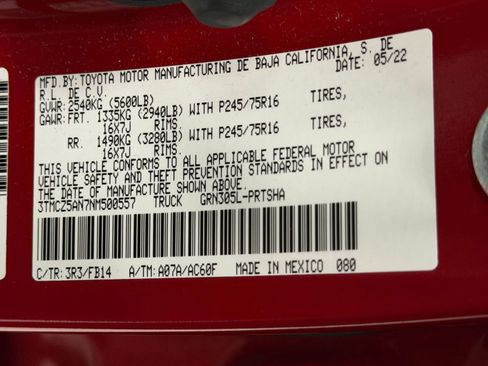 MFD.BY: TOYOTA MOTOR MANUFACTURING DE BAJA CALIFORNIA, S. DE
R.L. DE C.V. DATE: 05/22
GVWR: 2540KG (5600LB)
GAWR: FRT. 1335KG (2940LB) WITH P245/75R16 TIRES,
16X7J RIMS.
RR. 1490KG (3280LB) WITH P245/75R16 TIRES,
16X7J RIMS.
THIS VEHICLE CONFORMS TO ALL APPLICABLE FEDERAL MOTOR
VEHICLE SAFETY AND THEFT PREVENTION STANDARDS IN EFFECT ON
THE DATE OF MANUFACTURE SHOWN ABOVE.
3TMCZ5AN7NM500557 TRUCK GRN305L-PRTSHA
C/TR: 3R3/FB14 A/TM: A07A/AC60F MADE IN MEXICO 080